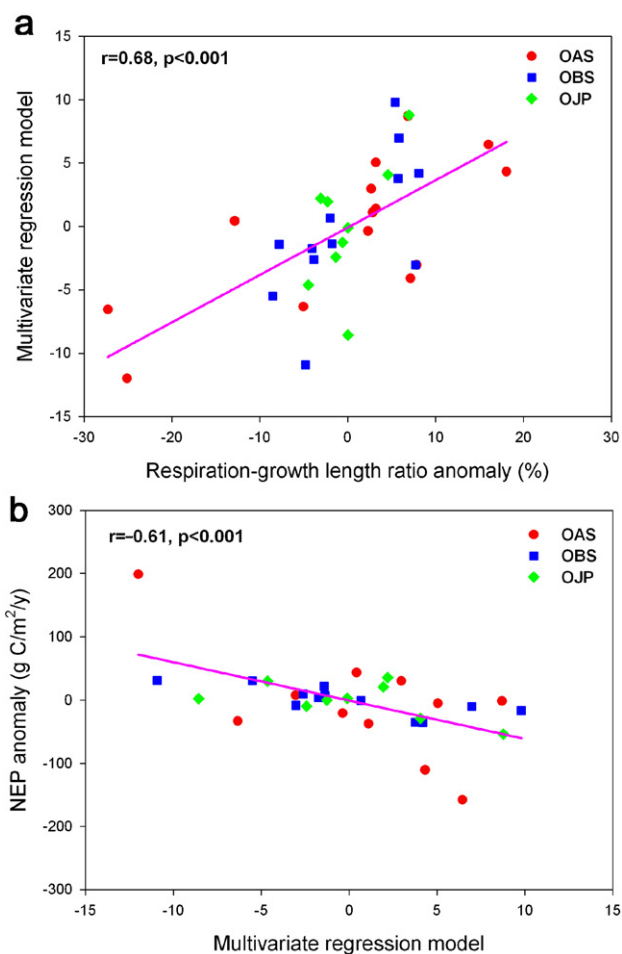 a
r=0.68, p<0.001
OAS
OBS
OJP
Multivariate regression model
15
10
5
0
-5
-10
-15
-30 -20 -10 0 10 20 30
Respiration-growth length ratio anomaly (%)
b
r=–0.61, p<0.001
OAS
OBS
OJP
NEP anomaly (g C/m²/y)
300
200
100
0
-100
-200
-300
-15 -10 -5 0 5 10 15
Multivariate regression model